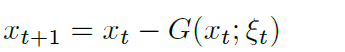 x_{t+1} = x_t − G(x_t; ξ_t)